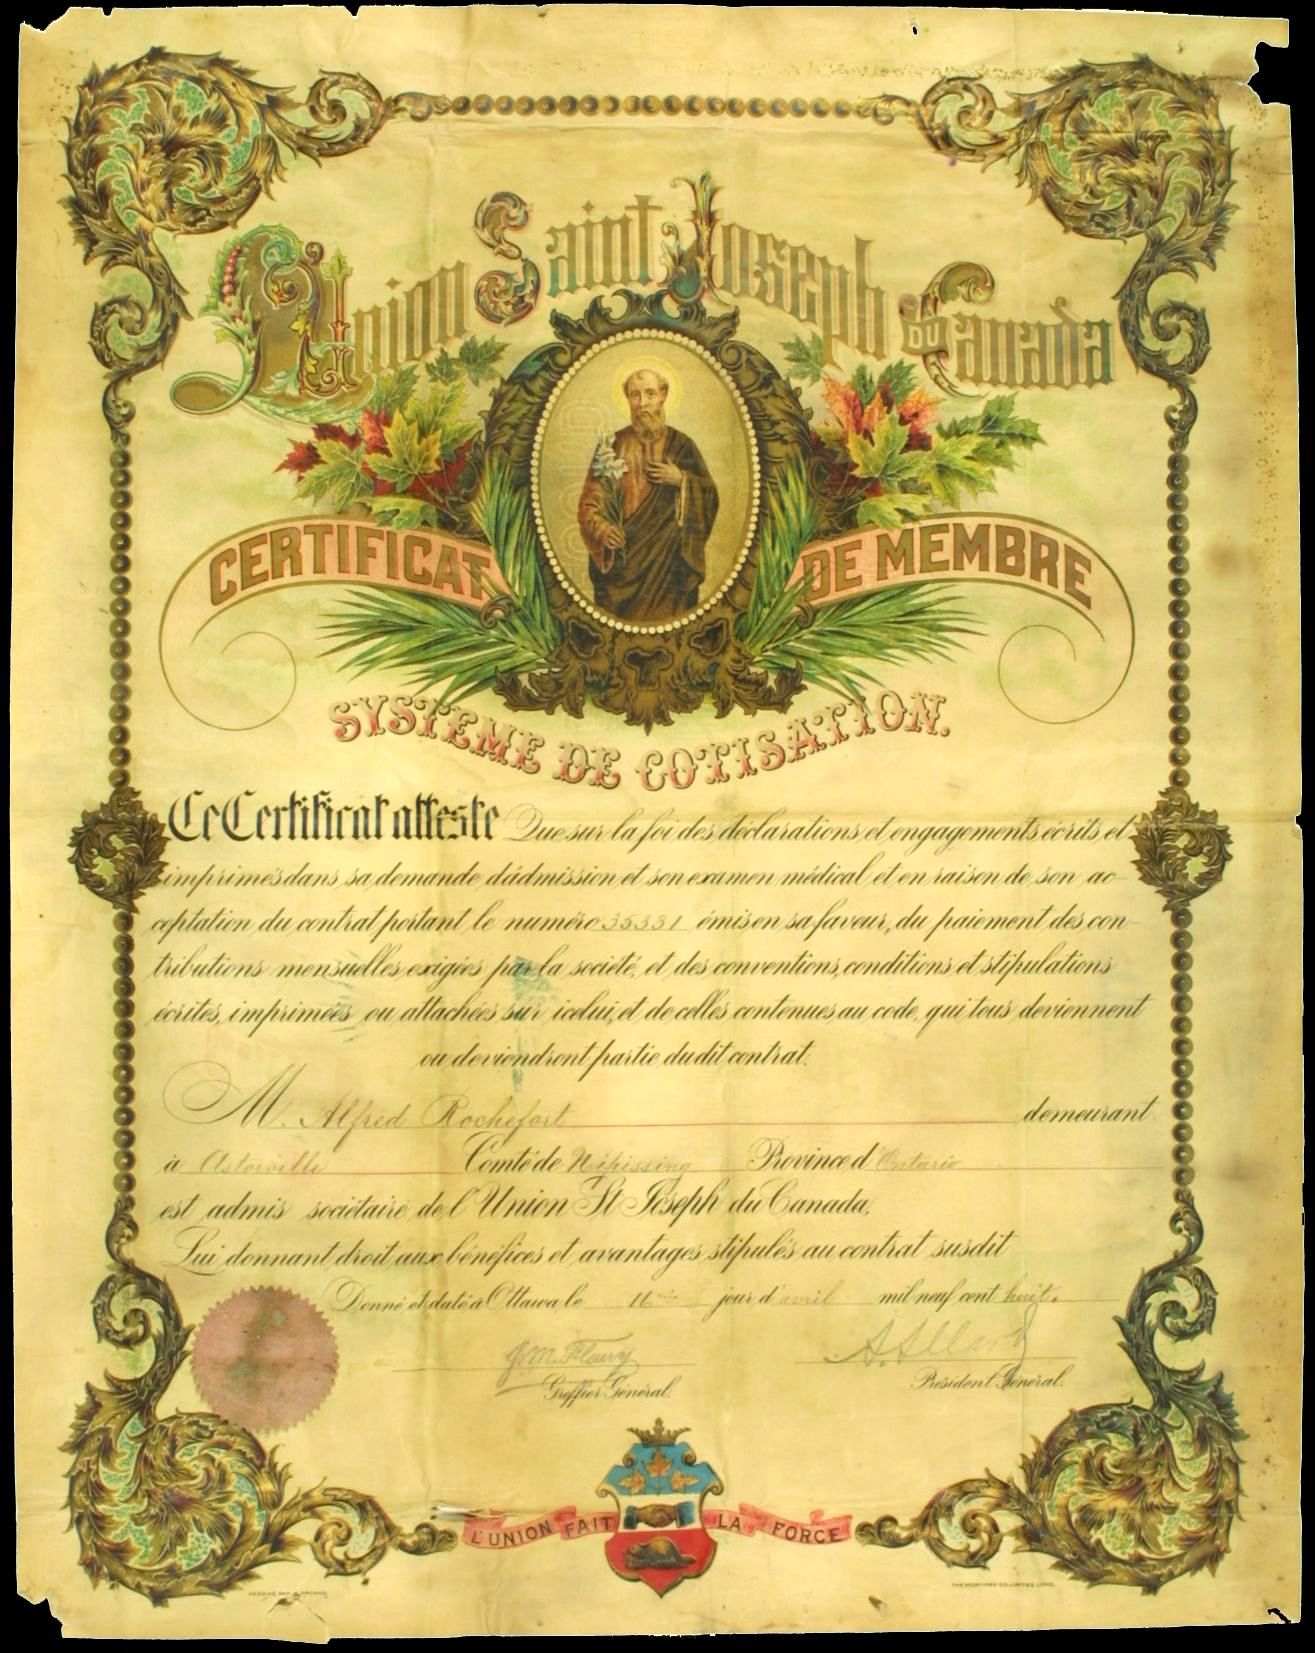 Union Saint Joseph du Canada
CERTIFICAT DE MEMBRE
SYSTEME DE COTISATION.
Ce Certificat atteste Que sur la foi des déclarations et engagements écrits, et
imprimés dans sa demande d'admission et son examen médical et en raison de son ac-
ceptation du contrat portant le numéro 35331 émis en sa faveur, du paiement des con-
tributions mensuelles exigées par la société, et des conventions, conditions et stipulations
écrites, imprimées ou attachées sur icelui, et de celles contenues au code, qui tous deviennent
ou deviendront partie du dit contrat.
M. Alfred Rochefort demeurant
à Astorville Comté de Nipissing Province d'Ontario
est admis sociétaire de l'Union St Joseph du Canada,
Lui donnant droit aux bénéfices et avantages stipulés au contrat susdit
Donné et daté à Ottawa le jour d'avril mil neuf cent huit.
J.M. Fleury
Greffier Général. Président Général.
L'UNION FAIT LA FORCE